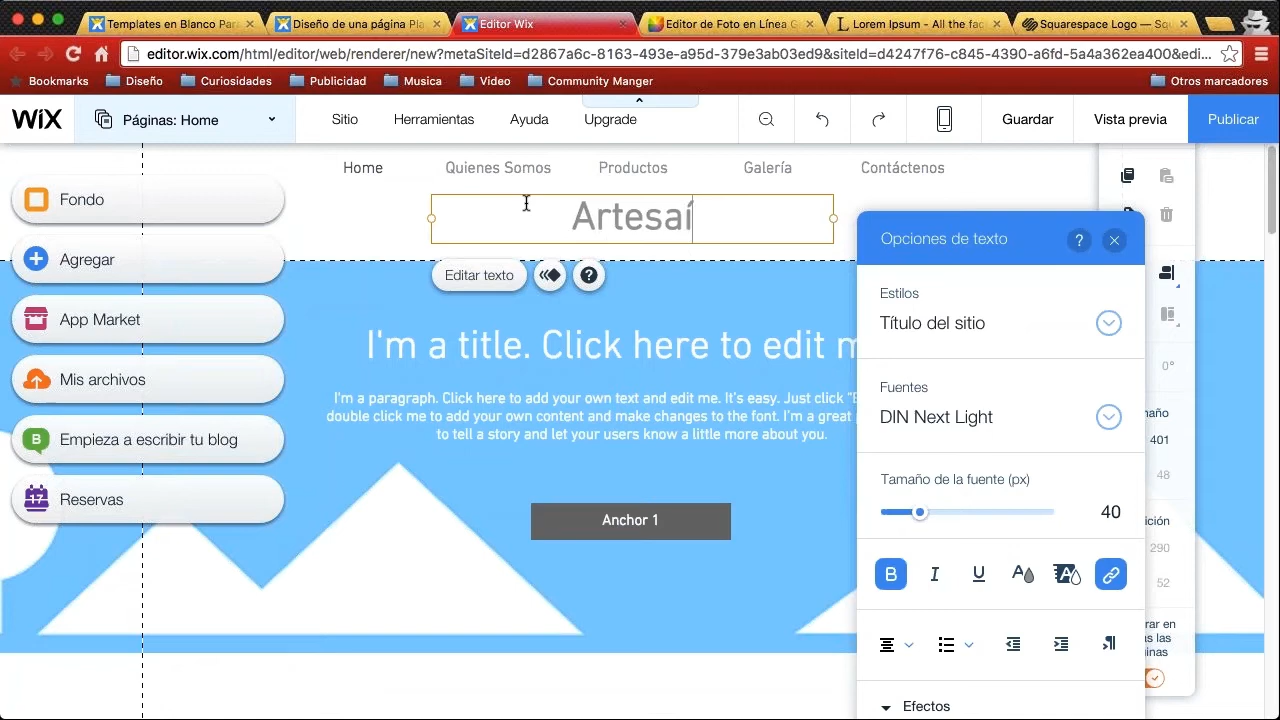 Templates en Blanco Par
Diseño de una página Pla
Editor Wix
Editor de Foto en Línea G
Lorem Ipsum - All the fac
Squarespace Logo — Squ
editor.wix.com/html/editor/web/renderer/new?metaSiteId=d2867a6c-8163-493e-a95d-37943ab03ed9&siteId=d4247f76-c845-4390-a6fd-5a4a362ea400&edi...
Bookmarks
Diseño
Curiosidades
Publicidad
Musica
Video
Community Manger
Otros marcadores
WiX
Páginas: Home
Sitio
Herramientas
Ayuda
Upgrade
Guardar
Vista previa
Publicar
Home
Quienes Somos
Productos
Galería
Contáctenos
Artesaí
Editar texto
Fondo
Agregar
App Market
Mis archivos
B
Empieza a escribir tu blog
17
Reservas
I'm a title. Click here to edit m
I'm a paragraph. Click here to add your own text and edit me. It's easy. Just click "E
double click me to add your own content and make changes to the font. I'm a great p
to tell a story and let your users know a little more about you.
Anchor 1
Opciones de texto
?
Estilos
Título del sitio
Fuentes
DIN Next Light
Tamaño de la fuente (px)
40
B
I
U
A
A
Efectos
0°
maño
401
48
ición
290
52
rar en
s las
inas